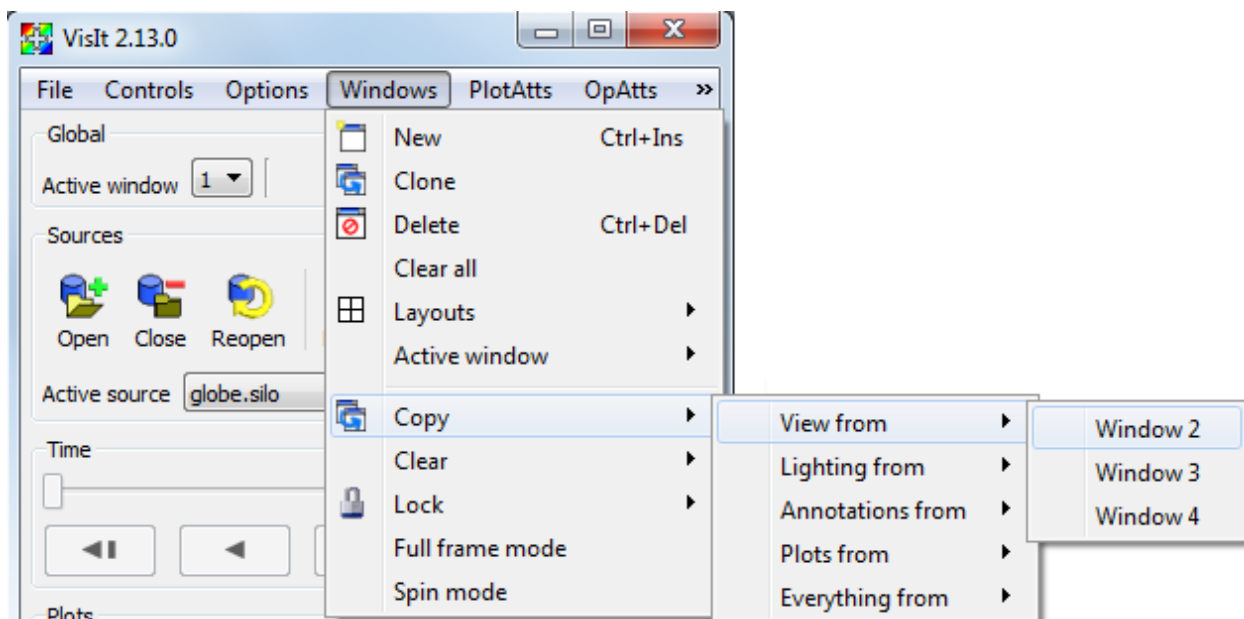 VisIt 2.13.0
File Controls Options Windows PlotAtts OpAtts »
Global
Active window 1
Sources
Open Close Reopen
Active source globe.silo
Time
Plots
New Ctrl+Ins
Clone
Delete Ctrl+Del
Clear all
Layouts
Active window
Copy
Clear
Lock
Full frame mode
Spin mode
View from
Lighting from
Annotations from
Plots from
Everything from
Window 2
Window 3
Window 4